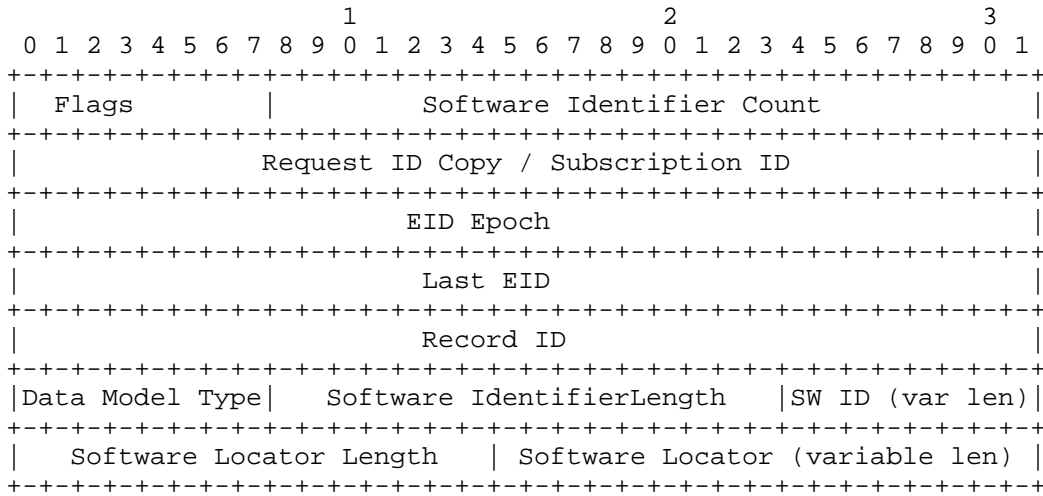 1                   2                   3
 0 1 2 3 4 5 6 7 8 9 0 1 2 3 4 5 6 7 8 9 0 1 2 3 4 5 6 7 8 9 0 1
+-+-+-+-+-+-+-+-+-+-+-+-+-+-+-+-+-+-+-+-+-+-+-+-+-+-+-+-+-+-+-+-+
|  Flags        |         Software Identifier Count             |
+-+-+-+-+-+-+-+-+-+-+-+-+-+-+-+-+-+-+-+-+-+-+-+-+-+-+-+-+-+-+-+-+
|               Request ID Copy / Subscription ID               |
+-+-+-+-+-+-+-+-+-+-+-+-+-+-+-+-+-+-+-+-+-+-+-+-+-+-+-+-+-+-+-+-+
|                        EID Epoch                              |
+-+-+-+-+-+-+-+-+-+-+-+-+-+-+-+-+-+-+-+-+-+-+-+-+-+-+-+-+-+-+-+-+
|                         Last EID                              |
+-+-+-+-+-+-+-+-+-+-+-+-+-+-+-+-+-+-+-+-+-+-+-+-+-+-+-+-+-+-+-+-+
|                         Record ID                             |
+-+-+-+-+-+-+-+-+-+-+-+-+-+-+-+-+-+-+-+-+-+-+-+-+-+-+-+-+-+-+-+-+
|Data Model Type|   Software IdentifierLength   |SW ID (var len)|
+-+-+-+-+-+-+-+-+-+-+-+-+-+-+-+-+-+-+-+-+-+-+-+-+-+-+-+-+-+-+-+-+
|   Software Locator Length   | Software Locator (variable len) |
+-+-+-+-+-+-+-+-+-+-+-+-+-+-+-+-+-+-+-+-+-+-+-+-+-+-+-+-+-+-+-+-+